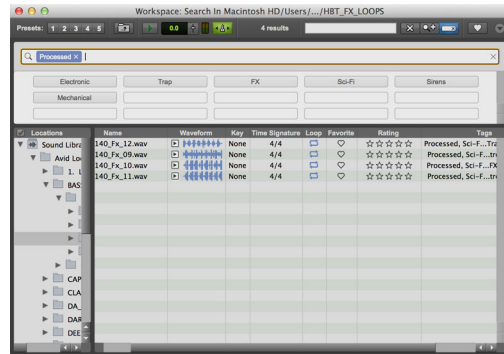 Workspace: Search In Macintosh HD/Users/.../HBT_FX_LOOPS
Presets: 1 2 3 4 5 0.0 4 results
Processed ×
Electronic Trap FX Sci-Fi Sirens
Mechanical
Locations Name Waveform Key Time Signature Loop Favorite Rating Tags
Sound Libra 140_Fx_12.wav None 4/4 Processed, Sci-F...Tra
Avid Loo 140_Fx_09.wav None 4/4 Processed, Sci-F...tro
1. L 140_Fx_10.wav None 4/4 Processed, Sci-F...FX
BAS 140_Fx_11.wav None 4/4 Processed, Sci-F...tro
CAP
CLA
DA_
DAR
DEE